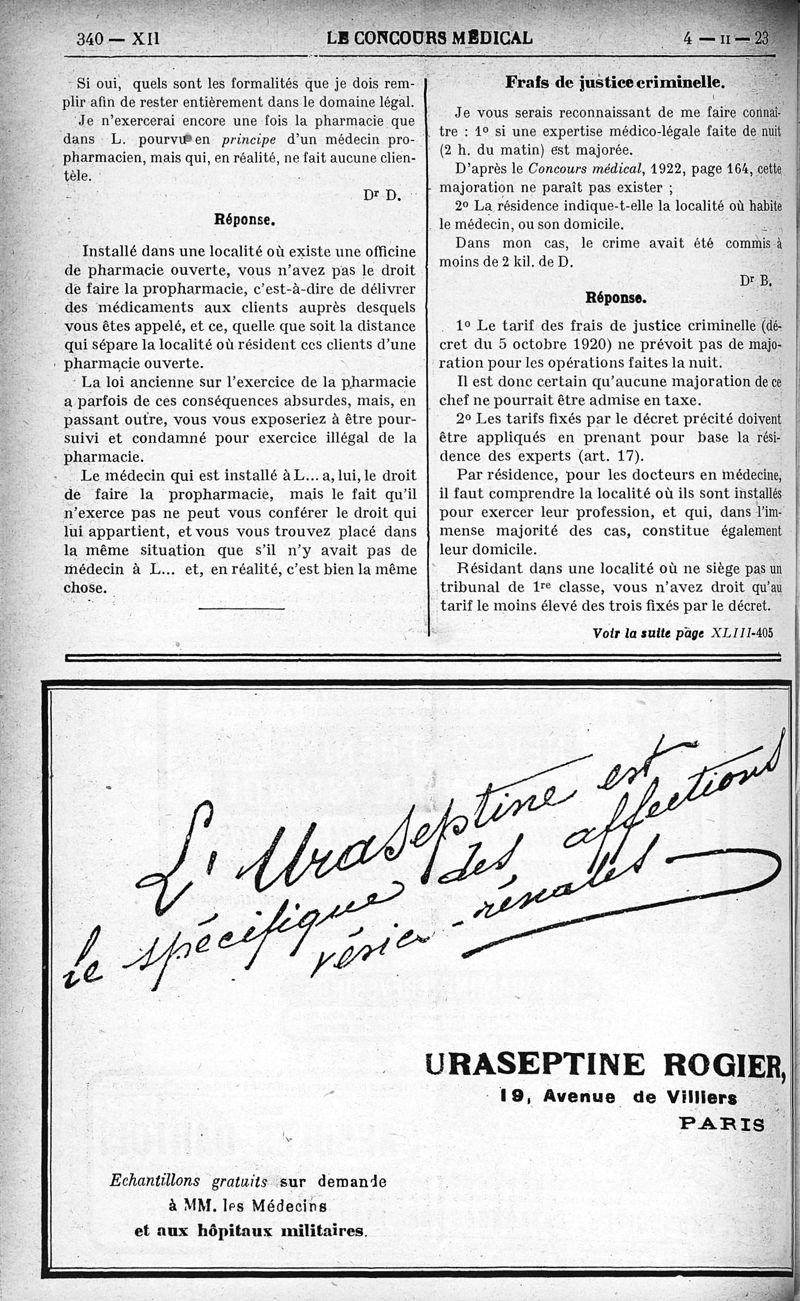 340 — XII
LE CONCOURS MÉDICAL
4 — II — 23
Si oui, quels sont les formalités que je dois rem-
plir afin de rester entièrement dans le domaine légal.
Je n'exercerai encore une fois la pharmacie que
dans L. pourvu en principe d'un médecin pro-
pharmacien, mais qui, en réalité, ne fait aucune clien-
tèle.
Dr D.
Réponse.
Installé dans une localité où existe une officine
de pharmacie ouverte, vous n'avez pas le droit
de faire la propharmacie, c'est-à-dire de délivrer
des médicaments aux clients auprès desquels
vous êtes appelé, et ce, quelle que soit la distance
qui sépare la localité où résident ces clients d'une
pharmacie ouverte.
La loi ancienne sur l'exercice de la pharmacie
a parfois de ces conséquences absurdes, mais, en
passant outre, vous vous exposeriez à être pour-
suivi et condamné pour exercice illégal de la
pharmacie.
Le médecin qui est installé à L... a, lui, le droit
de faire la propharmacie, mais le fait qu'il
n'exerce pas ne peut vous conférer le droit qui
lui appartient, et vous vous trouvez placé dans
la même situation que s'il n'y avait pas de
médecin à L... et, en réalité, c'est bien la même
chose.
Frais de justice criminelle.
Je vous serais reconnaissant de me faire connaî-
tre : 1o si une expertise médico-légale faite de nuit
(2 h. du matin) est majorée.
D'après le Concours médical, 1922, page 164, cette
majoration ne paraît pas exister ;
2o La résidence indique-t-elle la localité où habite
le médecin, ou son domicile.
Dans mon cas, le crime avait été commis à
moins de 2 kil. de D.
Dr B.
Réponse.
1o Le tarif des frais de justice criminelle (dé-
cret du 5 octobre 1920) ne prévoit pas de majo-
ration pour les opérations faites la nuit.
Il est donc certain qu'aucune majoration de ce
chef ne pourrait être admise en taxe.
2o Les tarifs fixés par le décret précité doivent
être appliqués en prenant pour base la rési-
dence des experts (art. 17).
Par résidence, pour les docteurs en médecine,
il faut comprendre la localité où ils sont installés
pour exercer leur profession, et qui, dans l'im-
mense majorité des cas, constitue également
leur domicile.
Résidant dans une localité où ne siège pas un
tribunal de 1re classe, vous n'avez droit qu'au
tarif le moins élevé des trois fixés par le décret.
Voir la suite page XLIII-405
L'Uraseptine est
le spécifique des affections
vésico-rénales
URASEPTINE ROGIER,
19, Avenue de Villiers
PARIS
Echantillons gratuits sur demande
à MM. les Médecins
et aux hôpitaux militaires.